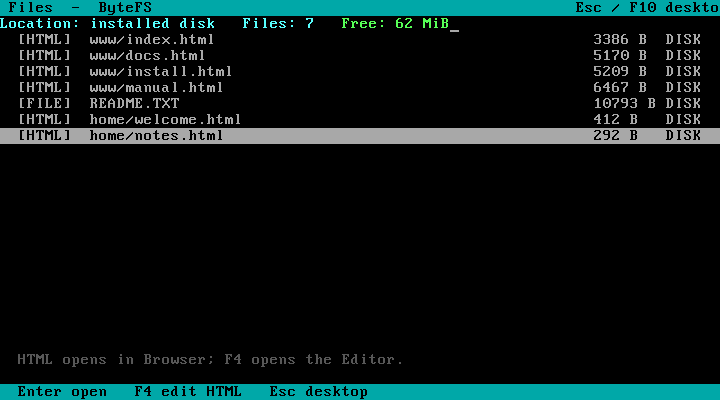 Files - ByteFS Esc / F10 deskto
Location: installed disk Files: 7 Free: 62 MiB_
[HTML] www/index.html 3386 B DISK
[HTML] www/docs.html 5170 B DISK
[HTML] www/install.html 5209 B DISK
[HTML] www/manual.html 6467 B DISK
[FILE] README.TXT 10793 B DISK
[HTML] home/welcome.html 412 B DISK
[HTML] home/notes.html 292 B DISK
HTML opens in Browser; F4 opens the Editor.
Enter open F4 edit HTML Esc desktop